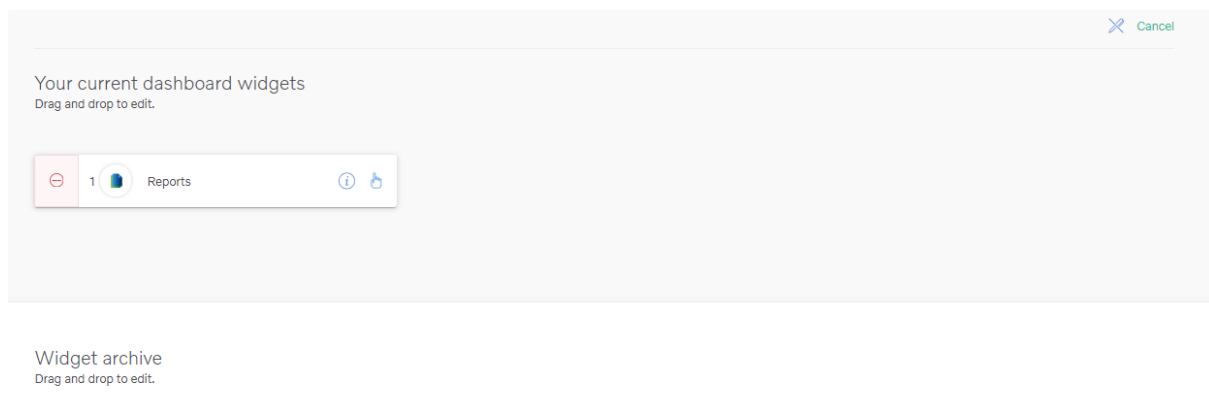 Cancel
Your current dashboard widgets
Drag and drop to edit.
1 Reports
Widget archive
Drag and drop to edit.